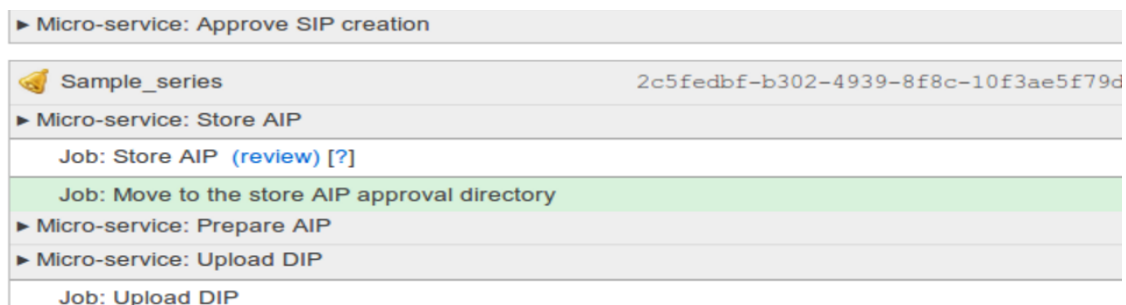 ► Micro-service: Approve SIP creation
Sample_series 2c5fedbf-b302-4939-8f8c-10f3ae5f79d
► Micro-service: Store AIP
Job: Store AIP (review) [?]
Job: Move to the store AIP approval directory
► Micro-service: Prepare AIP
► Micro-service: Upload DIP
Job: Upload DIP